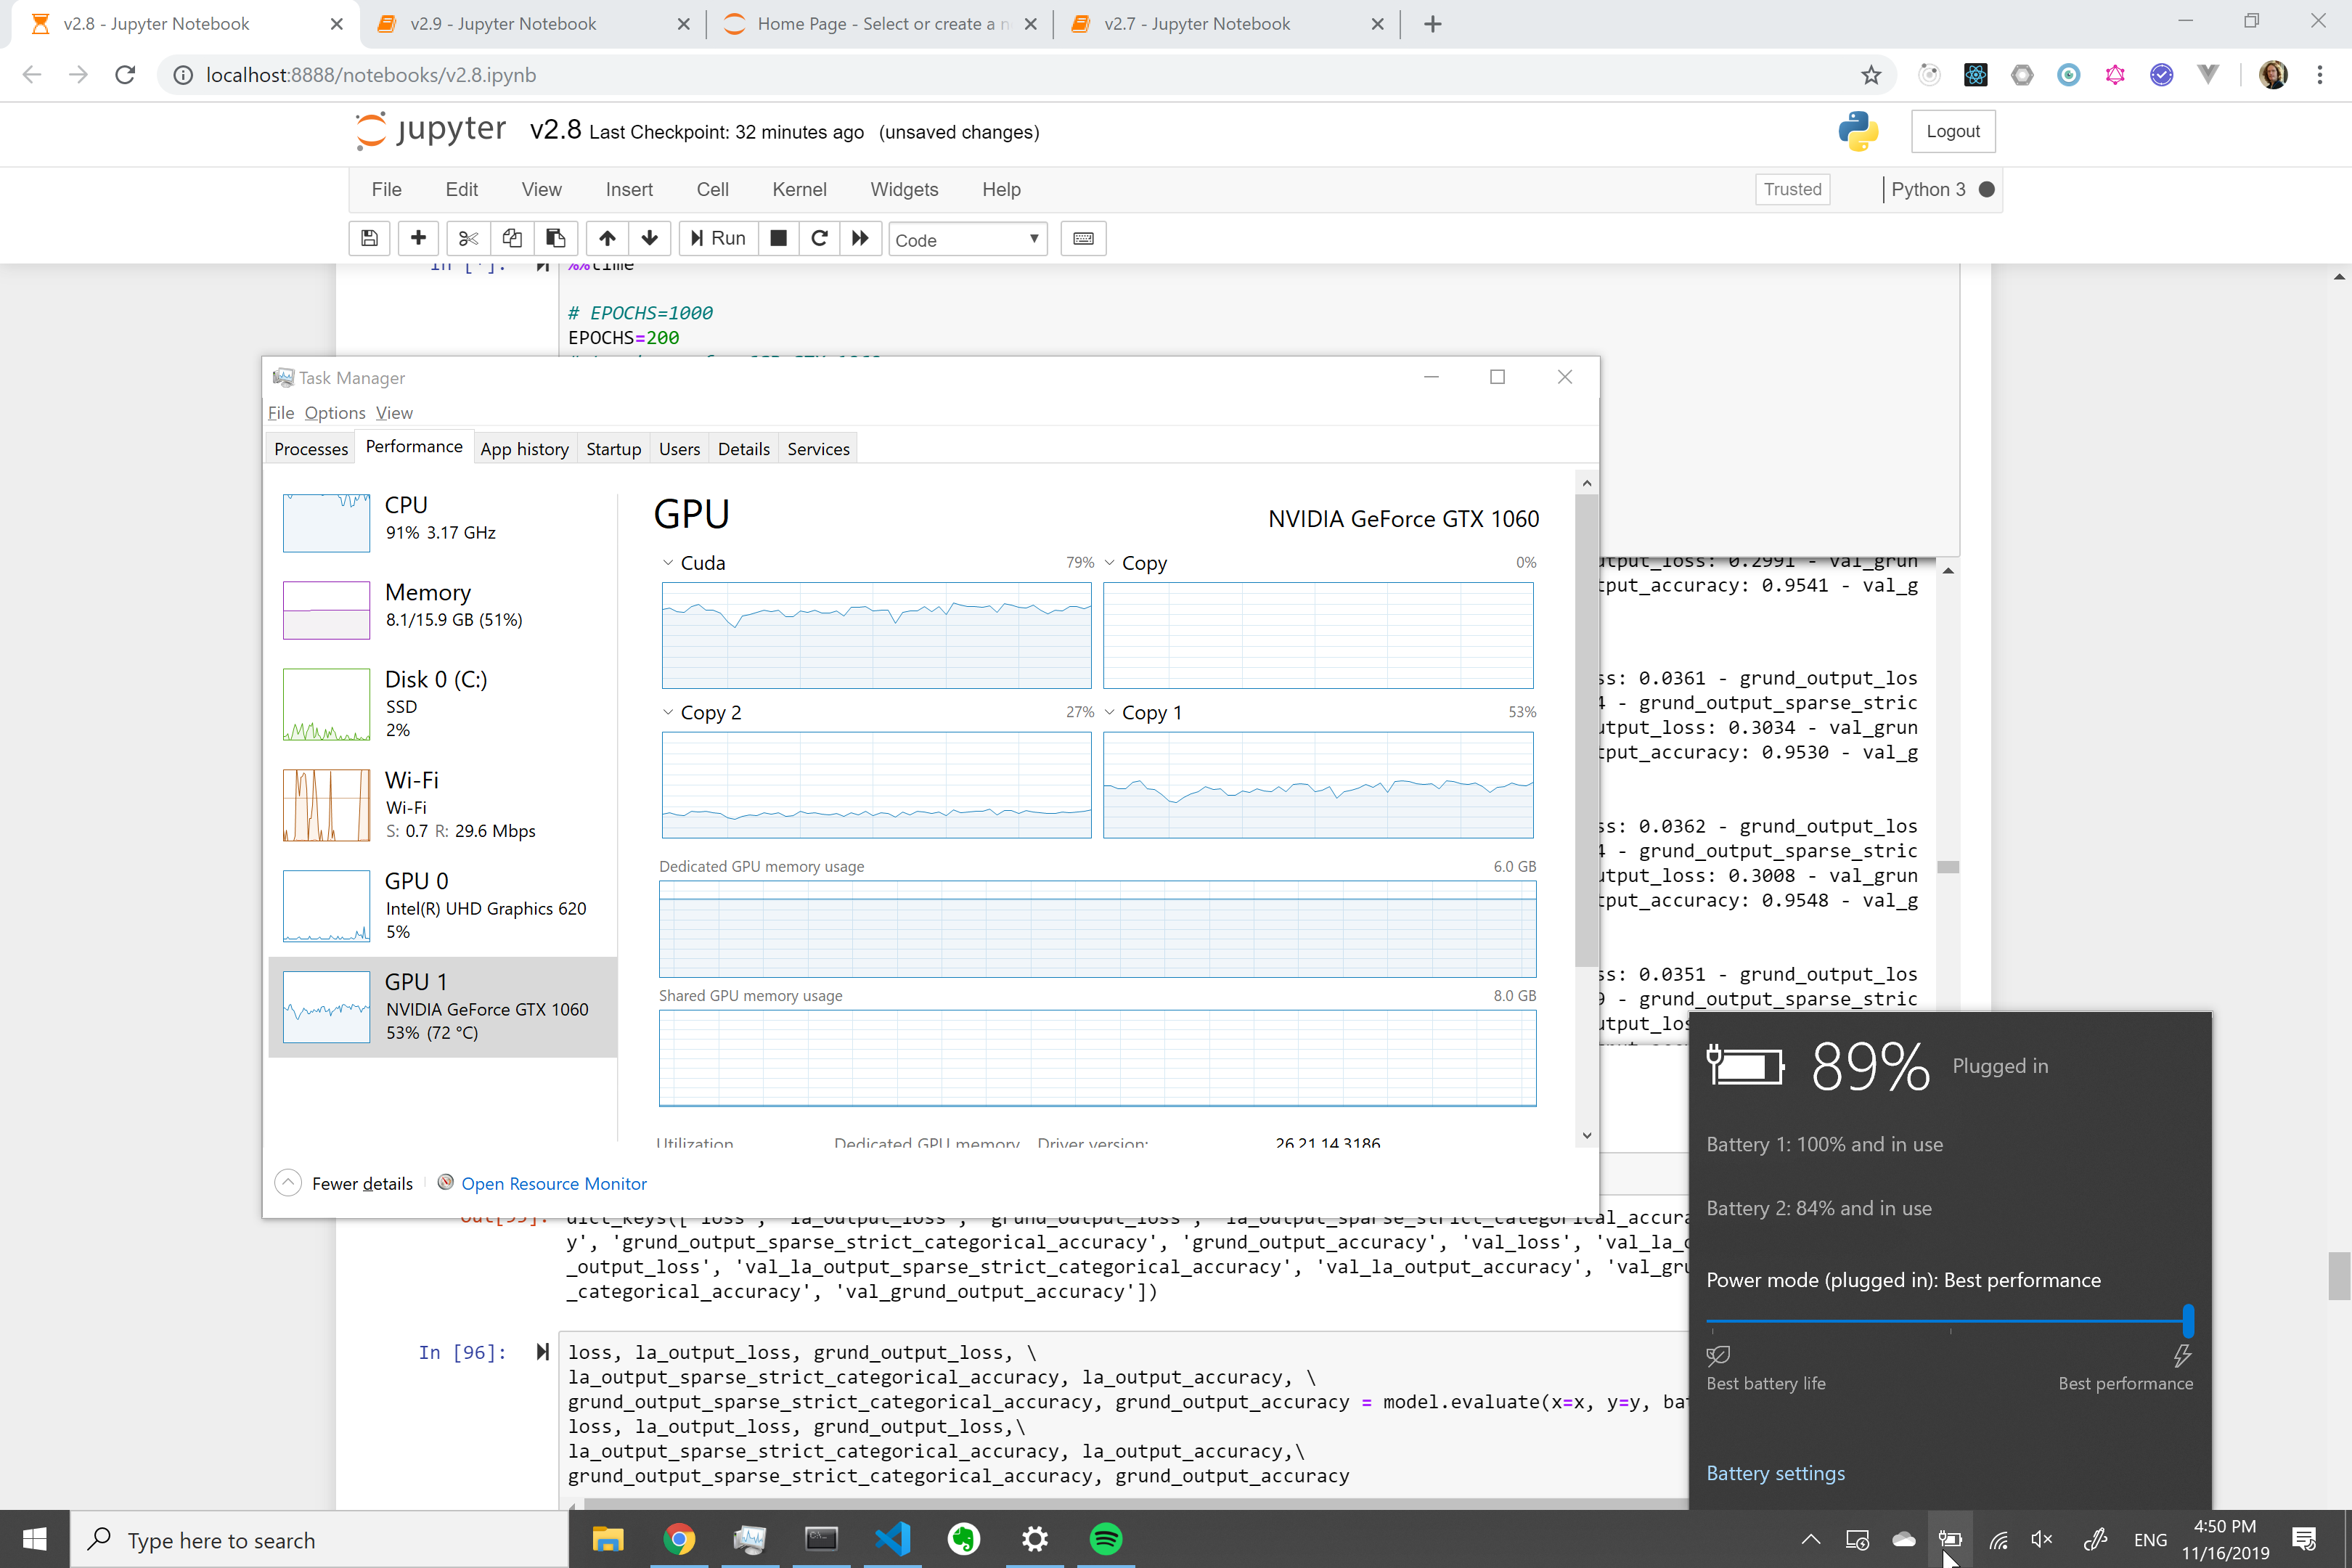 v2.8 - Jupyter Notebook
v2.9 - Jupyter Notebook
Home Page - Select or create a n
v2.7 - Jupyter Notebook
localhost:8888/notebooks/v2.8.ipynb
jupyter v2.8 Last Checkpoint: 32 minutes ago (unsaved changes)
Logout
File Edit View Insert Cell Kernel Widgets Help
Trusted
Python 3
Run
Code
In [*]: %%time
# EPOCHS=1000
EPOCHS=200
Task Manager
File Options View
Processes Performance App history Startup Users Details Services
CPU
91% 3.17 GHz
Memory
8.1/15.9 GB (51%)
Disk 0 (C:)
SSD
2%
Wi-Fi
Wi-Fi
S: 0.7 R: 29.6 Mbps
GPU 0
Intel(R) UHD Graphics 620
5%
GPU 1
NVIDIA GeForce GTX 1060
53% (72 °C)
GPU
NVIDIA GeForce GTX 1060
Cuda 79%
Copy 0%
Copy 2 27%
Copy 1 53%
Dedicated GPU memory usage 6.0 GB
Shared GPU memory usage 8.0 GB
Utilization Dedicated GPU memory Driver version: 26.21.14.3186
Fewer details
Open Resource Monitor
utput_loss: 0.2991 - val_grun
tput_accuracy: 0.9541 - val_g
ss: 0.0361 - grund_output_los
4 - grund_output_sparse_stric
utput_loss: 0.3034 - val_grun
tput_accuracy: 0.9530 - val_g
ss: 0.0362 - grund_output_los
4 - grund_output_sparse_stric
utput_loss: 0.3008 - val_grun
tput_accuracy: 0.9548 - val_g
ss: 0.0351 - grund_output_los
9 - grund_output_sparse_stric
utput_los
Out[95]: dict_keys(['loss', 'la_output_loss', 'grund_output_loss', 'la_output_sparse_strict_categorical_accura
y', 'grund_output_sparse_strict_categorical_accuracy', 'grund_output_accuracy', 'val_loss', 'val_la_o
_output_loss', 'val_la_output_sparse_strict_categorical_accuracy', 'val_la_output_accuracy', 'val_gru
_categorical_accuracy', 'val_grund_output_accuracy'])
In [96]: loss, la_output_loss, grund_output_loss, \
la_output_sparse_strict_categorical_accuracy, la_output_accuracy, \
grund_output_sparse_strict_categorical_accuracy, grund_output_accuracy = model.evaluate(x=x, y=y, bat
loss, la_output_loss, grund_output_loss,\
la_output_sparse_strict_categorical_accuracy, la_output_accuracy,\
grund_output_sparse_strict_categorical_accuracy, grund_output_accuracy
89% Plugged in
Battery 1: 100% and in use
Battery 2: 84% and in use
Power mode (plugged in): Best performance
Best battery life
Best performance
Battery settings
Type here to search
ENG
4:50 PM
11/16/2019